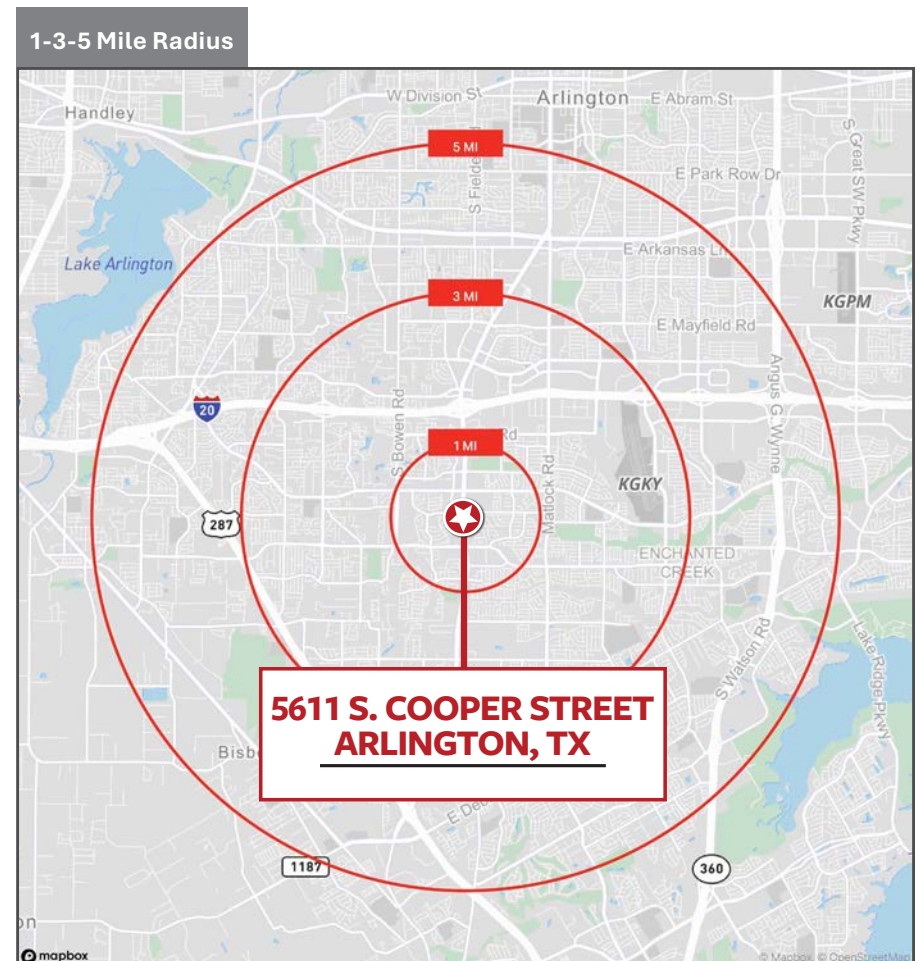 1-3-5 Mile Radius
W Division St
Arlington
E Abram St
Handley
5 MI
S Great SW Pkwy
E Park Row Dr
E Arkansas Ln
Lake Arlington
3 MI
KGPM
E Mayfield Rd
20
S Bowen Rd
Angus G. Wynne
1 MI
Rd
Matlock Rd
KGKY
287
ENCHANTED
CREEK
S Watson Rd
Lake Ridge Pkwy
5611 S. COOPER STREET
ARLINGTON, TX
1187
360
mapbox
© Mapbox, © OpenStreetMap